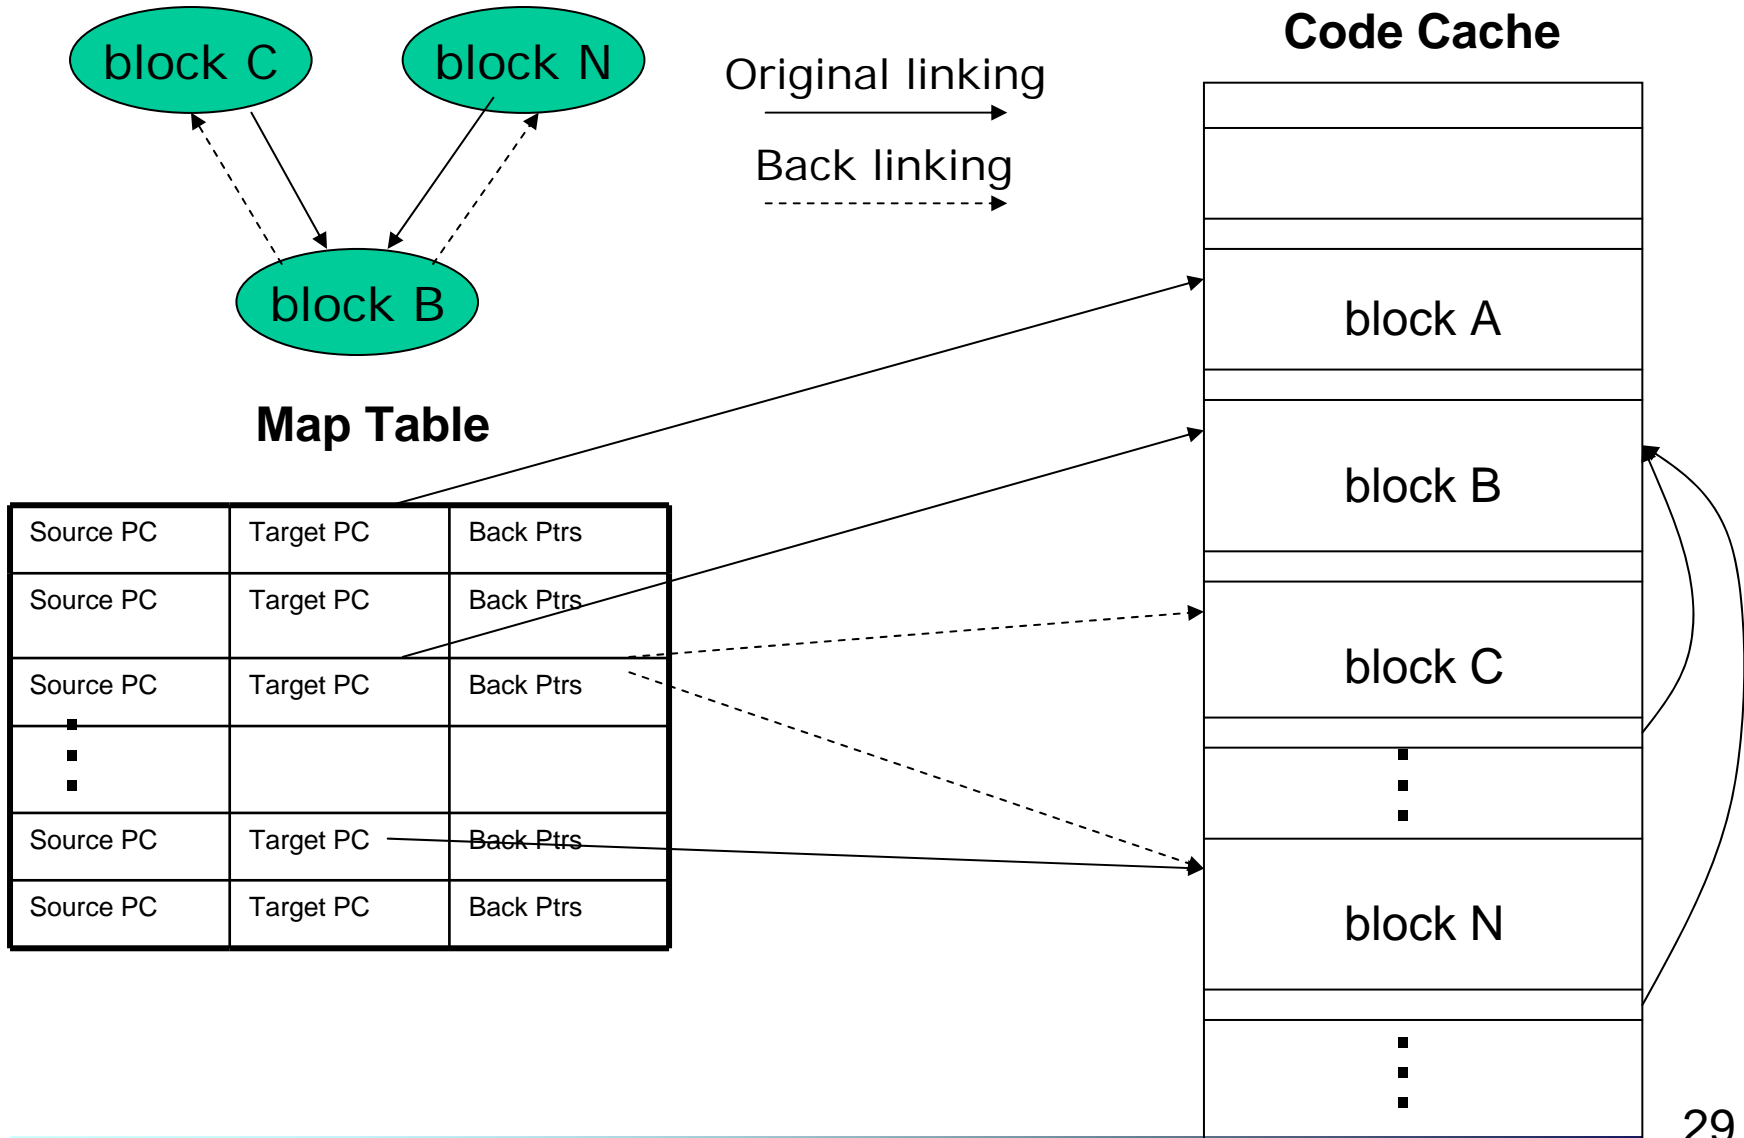 Code Cache
block C
block N
Original linking
Back linking
block B
block A
Map Table
block B
Source PC Target PC Back Ptrs
Source PC Target PC Back Ptrs
block C
Source PC Target PC Back Ptrs
Source PC Target PC Back Ptrs
Source PC Target PC Back Ptrs
block N
29